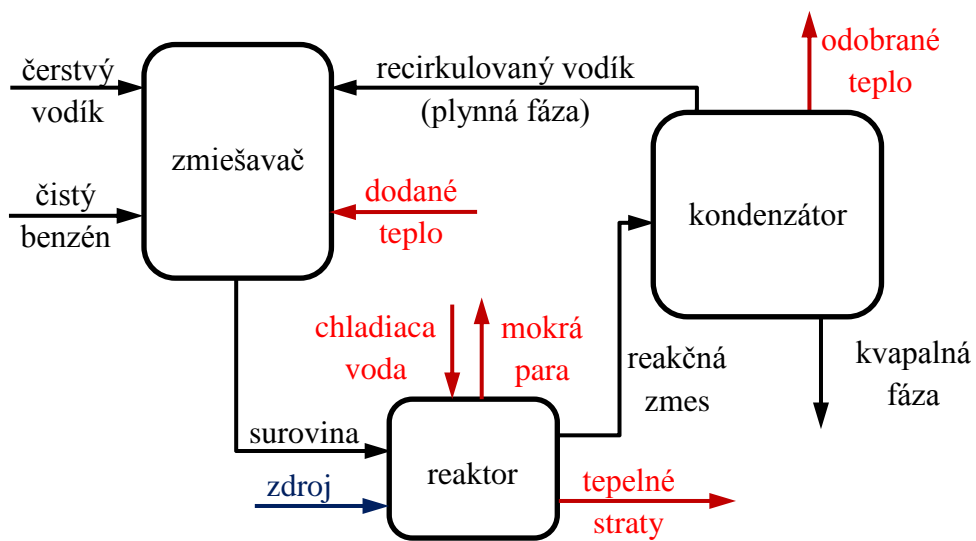 čerstvý
vodík
čistý
benzén
zmiešavač
recirkulovaný vodík
(plynná fáza)
dodané
teplo
odobrané
teplo
kondenzátor
chladiaca
voda
mokrá
para
reakčná
zmes
kvapalná
fáza
surovina
zdroj
reaktor
tepelné
straty